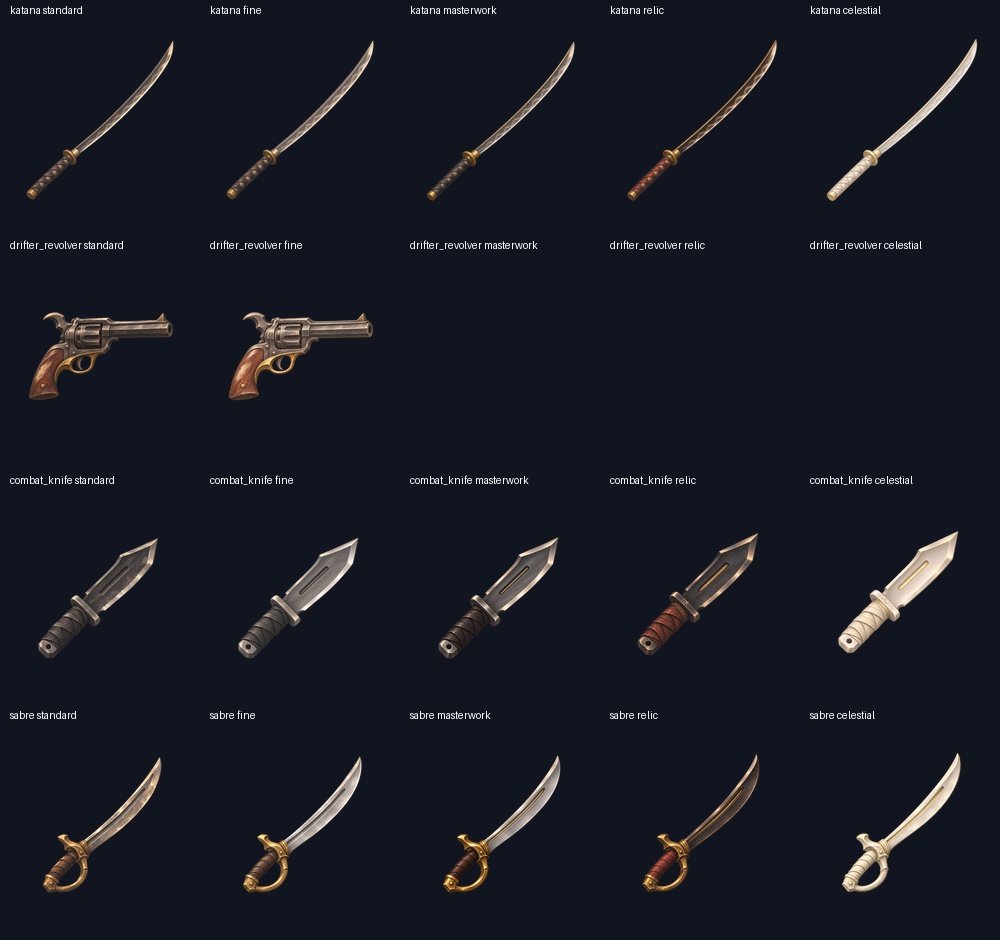 katana standard
katana fine
katana masterwork
katana relic
katana celestial
drifter_revolver standard
drifter_revolver fine
drifter_revolver masterwork
drifter_revolver relic
drifter_revolver celestial
combat_knife standard
combat_knife fine
combat_knife masterwork
combat_knife relic
combat_knife celestial
sabre standard
sabre fine
sabre masterwork
sabre relic
sabre celestial